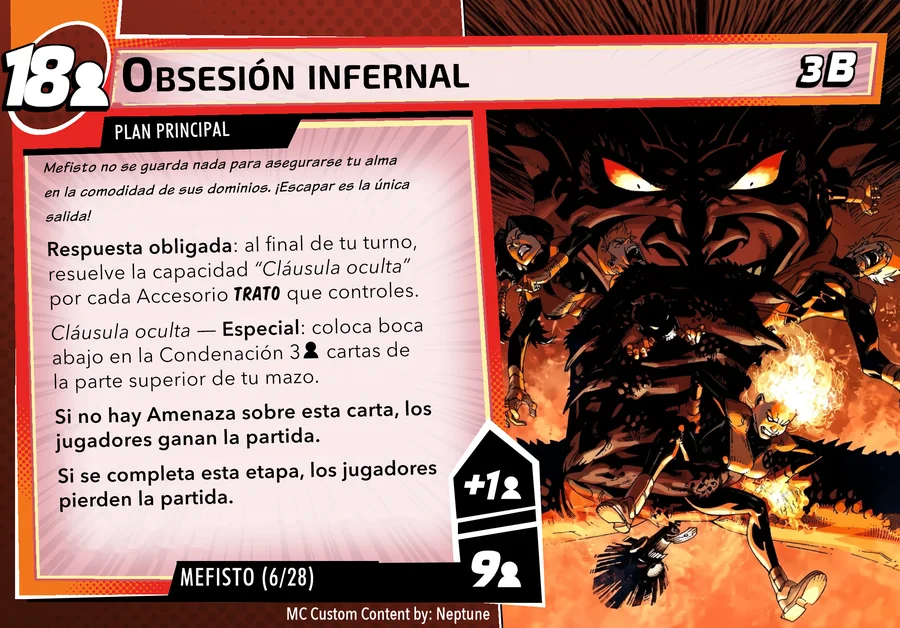 18
OBSESIÓN INFERNAL
3B
PLAN PRINCIPAL
Mefisto no se guarda nada para asegurarse tu alma
en la comodidad de sus dominios. ¡Escapar es la única
salida!
Respuesta obligada: al final de tu turno,
resuelve la capacidad “Cláusula oculta”
por cada Accesorio TRATO que controles.
Cláusula oculta — Especial: coloca boca
abajo en la Condenación 3 cartas de
la parte superior de tu mazo.
Si no hay Amenaza sobre esta carta, los
jugadores ganan la partida.
Si se completa esta etapa, los jugadores
pierden la partida.
+1
9
MEFISTO (6/28)
MC Custom Content by: Neptune